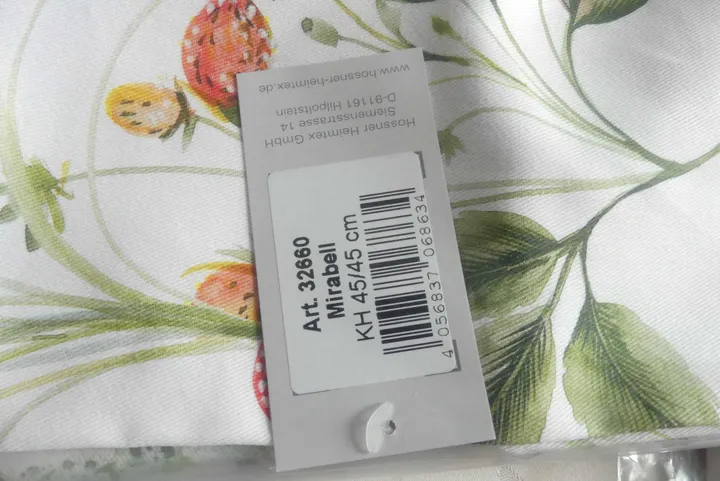 Art. 32660
Mirabell
KH 45/45 cm
4 056837 068634
Hossner Heimtex GmbH
Siemensstrasse 14
D-91161 Hilpoltstein
www.hossner-heimtex.de